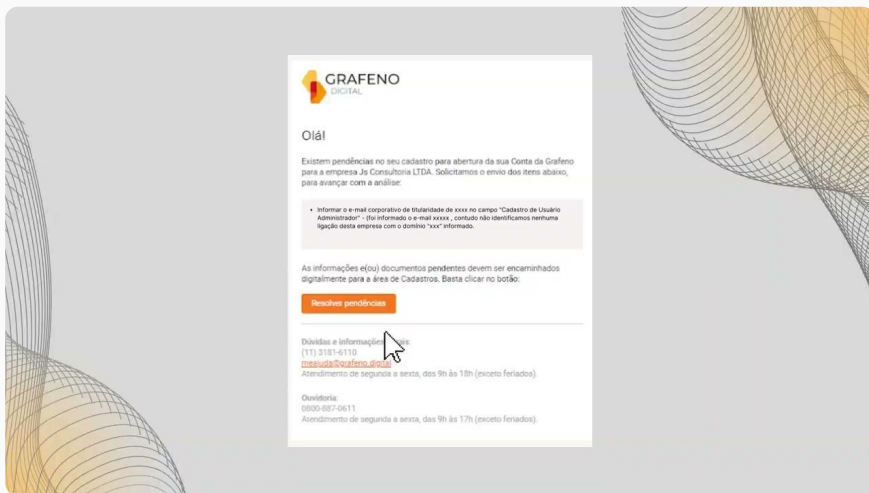 GRAFENO
DIGITAL
Olá!
Existem pendências no seu cadastro para abertura da sua Conta da Grafeno
para a empresa Js Consultoria LTDA. Solicitamos o envio dos itens abaixo,
para avançar com a análise:
• Informar o e-mail corporativo de titularidade de xxxx no campo "Cadastro de Usuário
Administrador" - (foi informado o e-mail xxxxx , contudo não identificamos nenhuma
ligação desta empresa com o domínio "xxx" informado.
As informações e(ou) documentos pendentes devem ser encaminhados
digitalmente para a área de Cadastros. Basta clicar no botão:
Resolver pendências
Dúvidas e informações
(11) 3181-6110
meajuda@grafeno.digital
Atendimento de segunda a sexta, das 9h às 18h (exceto feriados).
Ouvidoria
0800-887-0611
Atendimento de segunda a sexta, das 9h às 17h (exceto feriados).